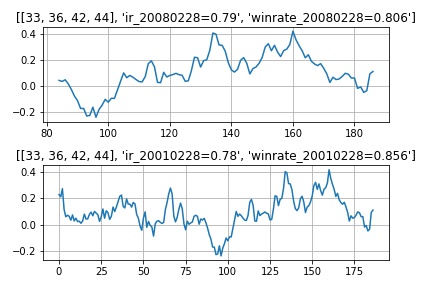 [[33, 36, 42, 44], 'ir_20080228=0.79', 'winrate_20080228=0.806']
0.4
0.2
0.0
−0.2
80 100 120 140 160 180
[[33, 36, 42, 44], 'ir_20010228=0.78', 'winrate_20010228=0.856']
0.4
0.2
0.0
−0.2
0 25 50 75 100 125 150 175